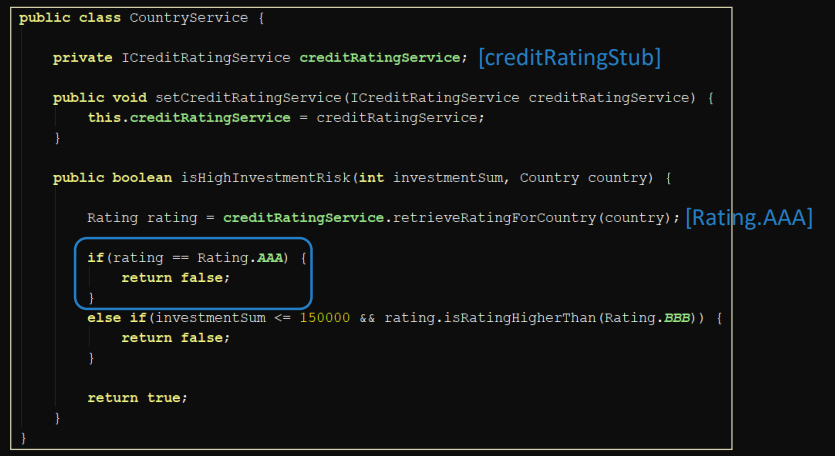 public class CountryService {
private ICreditRatingService creditRatingService; [creditRatingStub]
public void setCreditRatingService(ICreditRatingService creditRatingService) {
this.creditRatingService = creditRatingService;
}
public boolean isHighInvestmentRisk(int investmentSum, Country country) {
Rating rating = creditRatingService.retrieveRatingForCountry(country); [Rating.AAA]
if(rating == Rating.AAA) {
return false;
}
else if(investmentSum <= 150000 && rating.isRatingHigherThan(Rating.BBB)) {
return false;
}
return true;
}
}